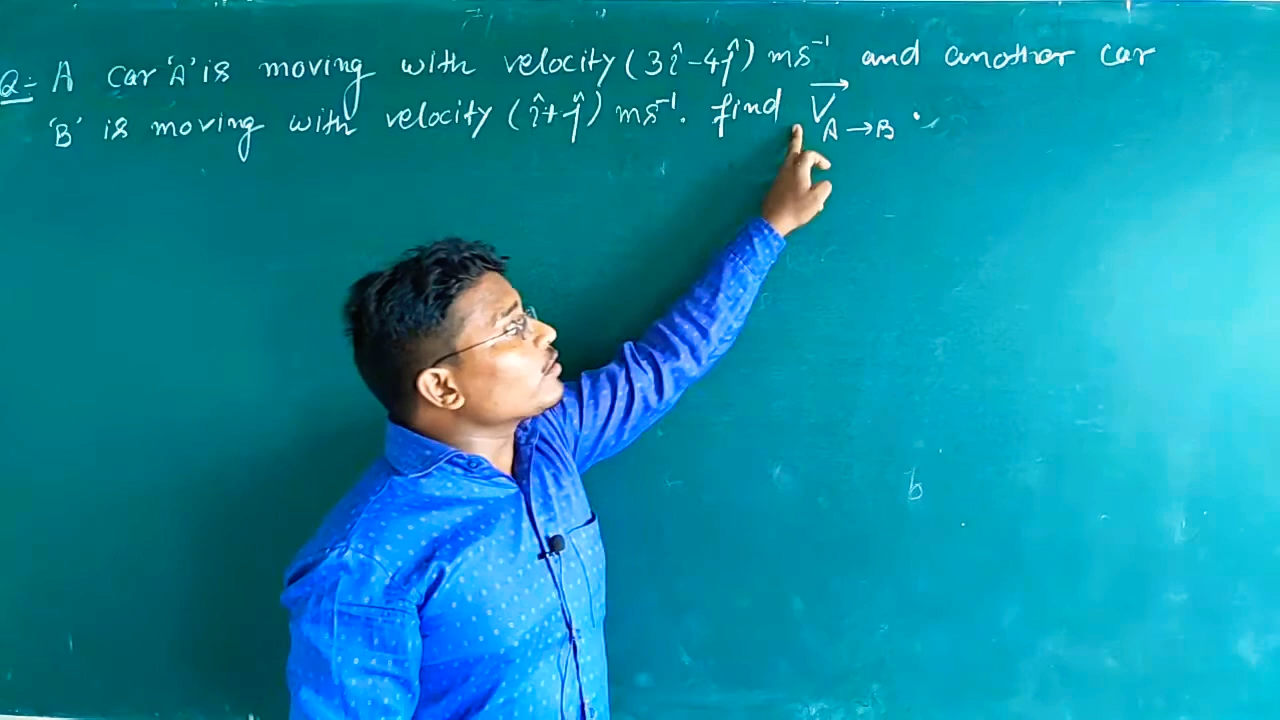 Q:- A car 'A' is moving with velocity (3î-4ĵ) ms⁻¹ and another car
'B' is moving with velocity (î+ĵ) ms⁻¹. find V⃗A→B .
b